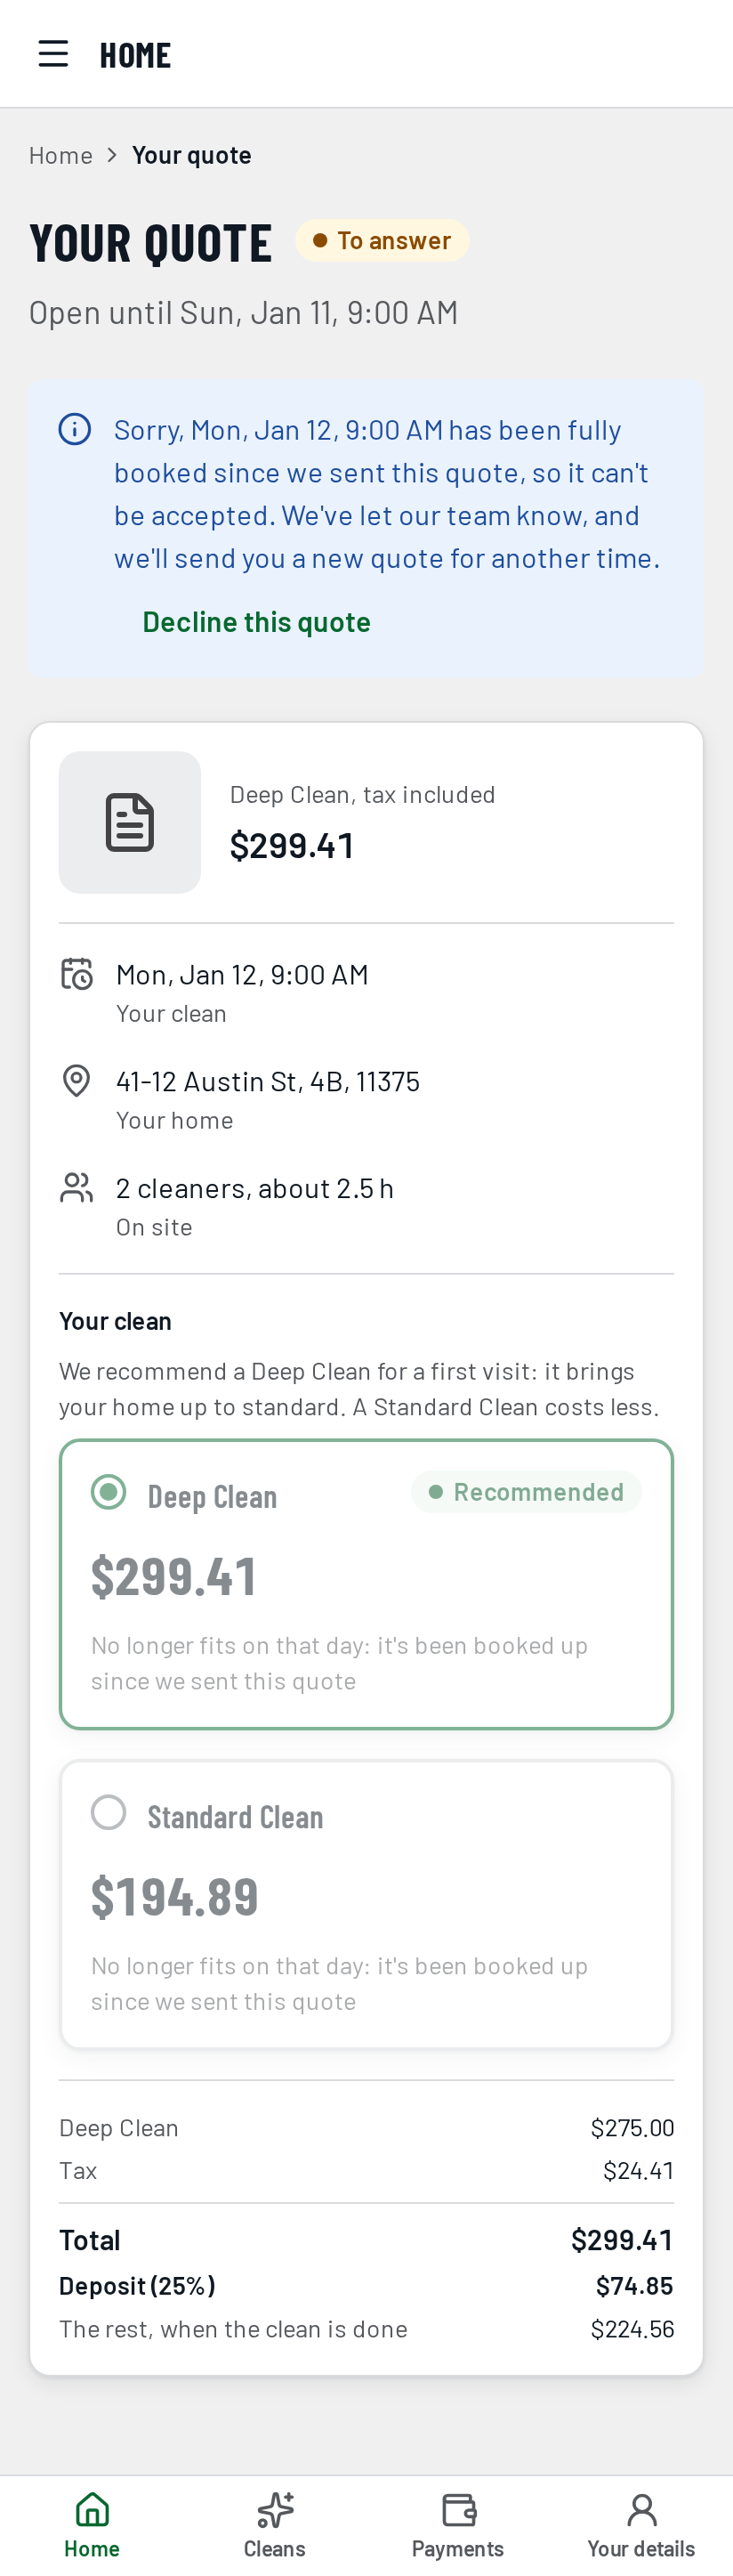 HOME
Home > Your quote
YOUR QUOTE To answer
Open until Sun, Jan 11, 9:00 AM
Sorry, Mon, Jan 12, 9:00 AM has been fully
booked since we sent this quote, so it can't
be accepted. We've let our team know, and
we'll send you a new quote for another time.
Decline this quote
Deep Clean, tax included
$299.41
Mon, Jan 12, 9:00 AM
Your clean
41-12 Austin St, 4B, 11375
Your home
2 cleaners, about 2.5 h
On site
Your clean
We recommend a Deep Clean for a first visit: it brings
your home up to standard. A Standard Clean costs less.
Deep Clean Recommended
$299.41
No longer fits on that day: it's been booked up
since we sent this quote
Standard Clean
$194.89
No longer fits on that day: it's been booked up
since we sent this quote
Deep Clean $275.00
Tax $24.41
Total $299.41
Deposit (25%) $74.85
The rest, when the clean is done $224.56
Home Cleans Payments Your details